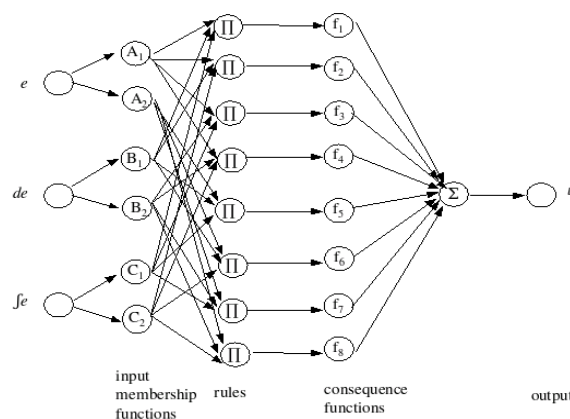 e
de
∫e
A1
A2
B1
B2
C1
C2
∏
∏
∏
∏
∏
∏
∏
∏
f1
f2
f3
f4
f5
f6
f7
f8
Σ
input
membership
functions
rules
consequence
functions
output